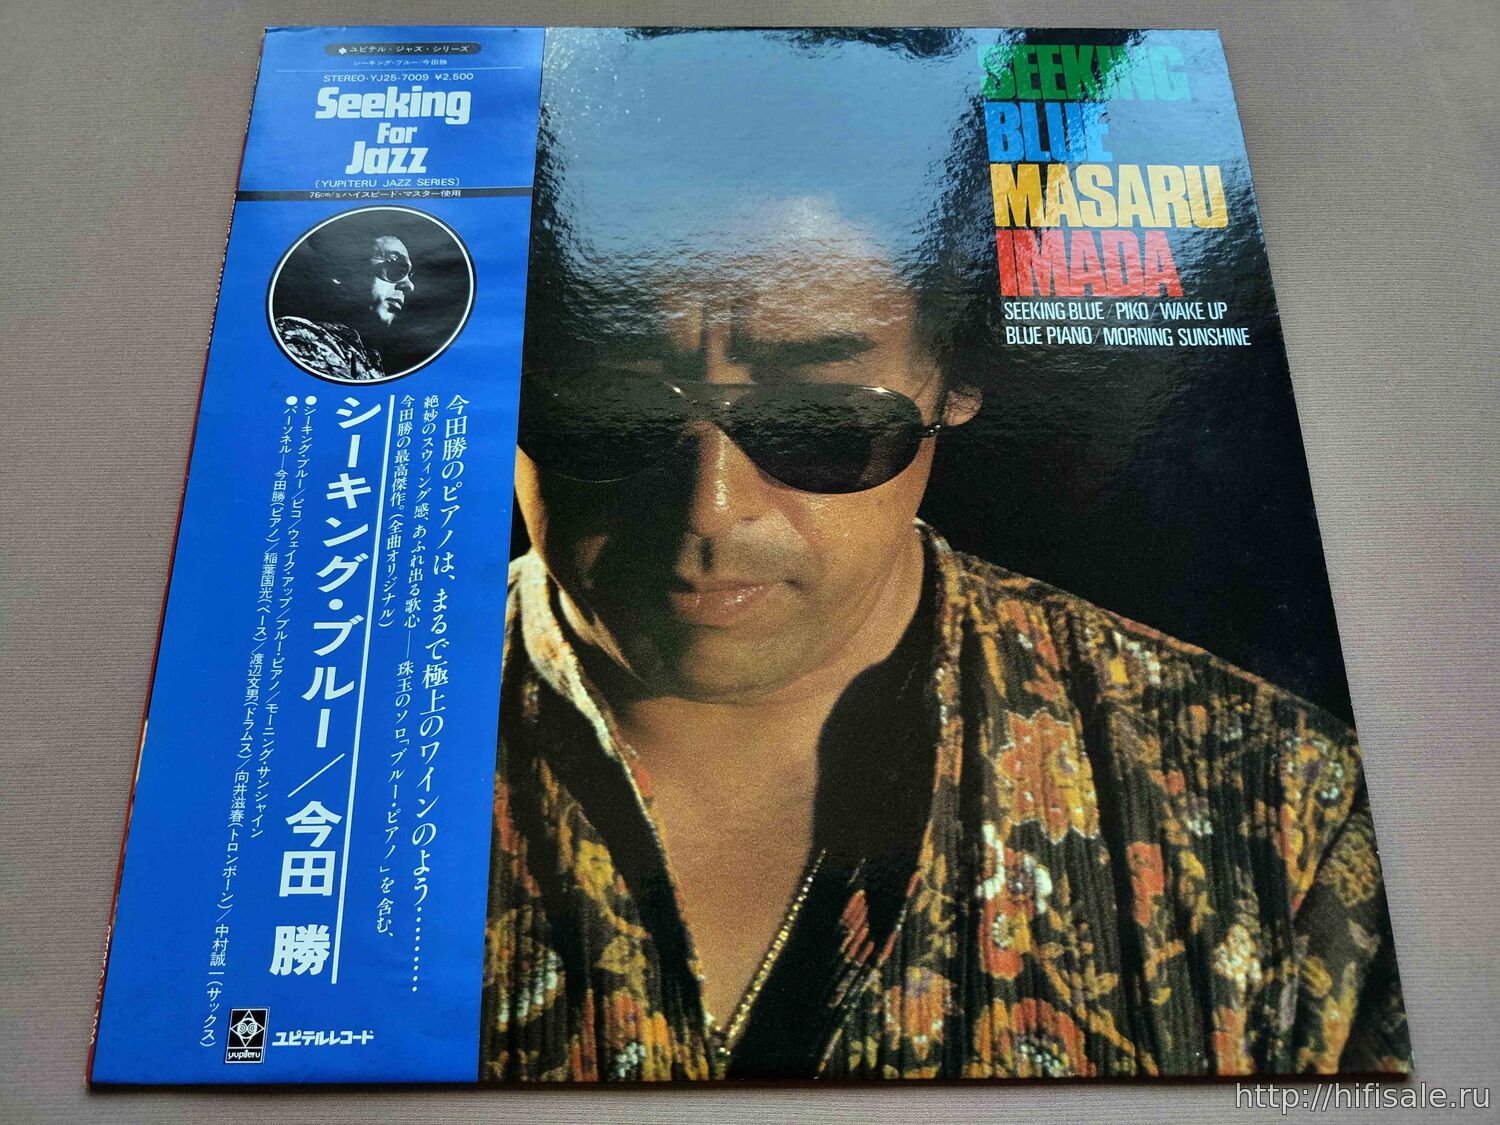 ✽ユピテル・ジャズ・シリーズ
シーキング・ブルー/今田勝
STEREO-YJ25-7009 ¥2,500
Seeking
For
Jazz
(YUPITERU JAZZ SERIES)
76cm/sハイスピード・マスター使用
今田勝のピアノは、まるで極上のワインのよう………
絶妙のスウィング感、あふれ出る歌心——珠玉のソロ「ブルー・ピアノ」を含む、
今田勝の最高傑作。(全曲オリジナル)
シーキング・ブルー/今田 勝
●シーキング・ブルー/ピコ/ウェイク・アップ/ブルー・ピアノ/モーニング・サンシャイン
●パーソネル—今田勝(ピアノ)/稲葉国光(ベース)/渡辺文男(ドラムス)/向井滋春(トロンボーン)/中村誠一(サックス)
yupiteru
ユピテルレコード
SEEKING
BLUE
MASARU
IMADA
SEEKING BLUE/PIKO/WAKE UP
BLUE PIANO/MORNING SUNSHINE
http://hifisale.ru